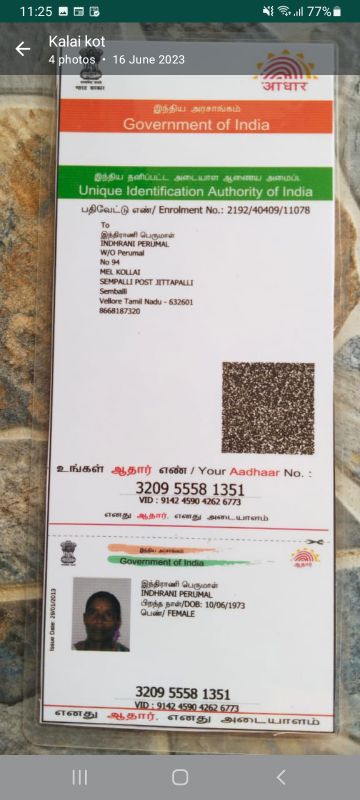 11:25
77%
Kalai kot
4 photos • 16 June 2023
भारत सरकार
आधार
இந்திய அரசாங்கம்
Government of India
இந்திய தனிப்பட்ட அடையாள ஆணைய அமைப்பு
Unique Identification Authority of India
பதிவேட்டு எண்/ Enrolment No.: 2192/40409/11078
To
இந்திராணி பெருமாள்
INDHRANI PERUMAL
W/O Perumal
No 94
MEL KOLLAI
SEMPALLI POST JITTAPALLI
Semballi
Vellore Tamil Nadu - 632601
8668187320
உங்கள் ஆதார் எண் / Your Aadhaar No. :
3209 5558 1351
VID : 9142 4590 4262 6773
எனது ஆதார், எனது அடையாளம்
இந்திய அரசாங்கம்
Government of India
ஆதார்
Issue Date: 29/01/2013
இந்திராணி பெருமாள்
INDHRANI PERUMAL
பிறந்த நாள்/DOB: 10/06/1973
பெண்/ FEMALE
3209 5558 1351
VID : 9142 4590 4262 6773
எனது ஆதார், எனது அடையாளம்